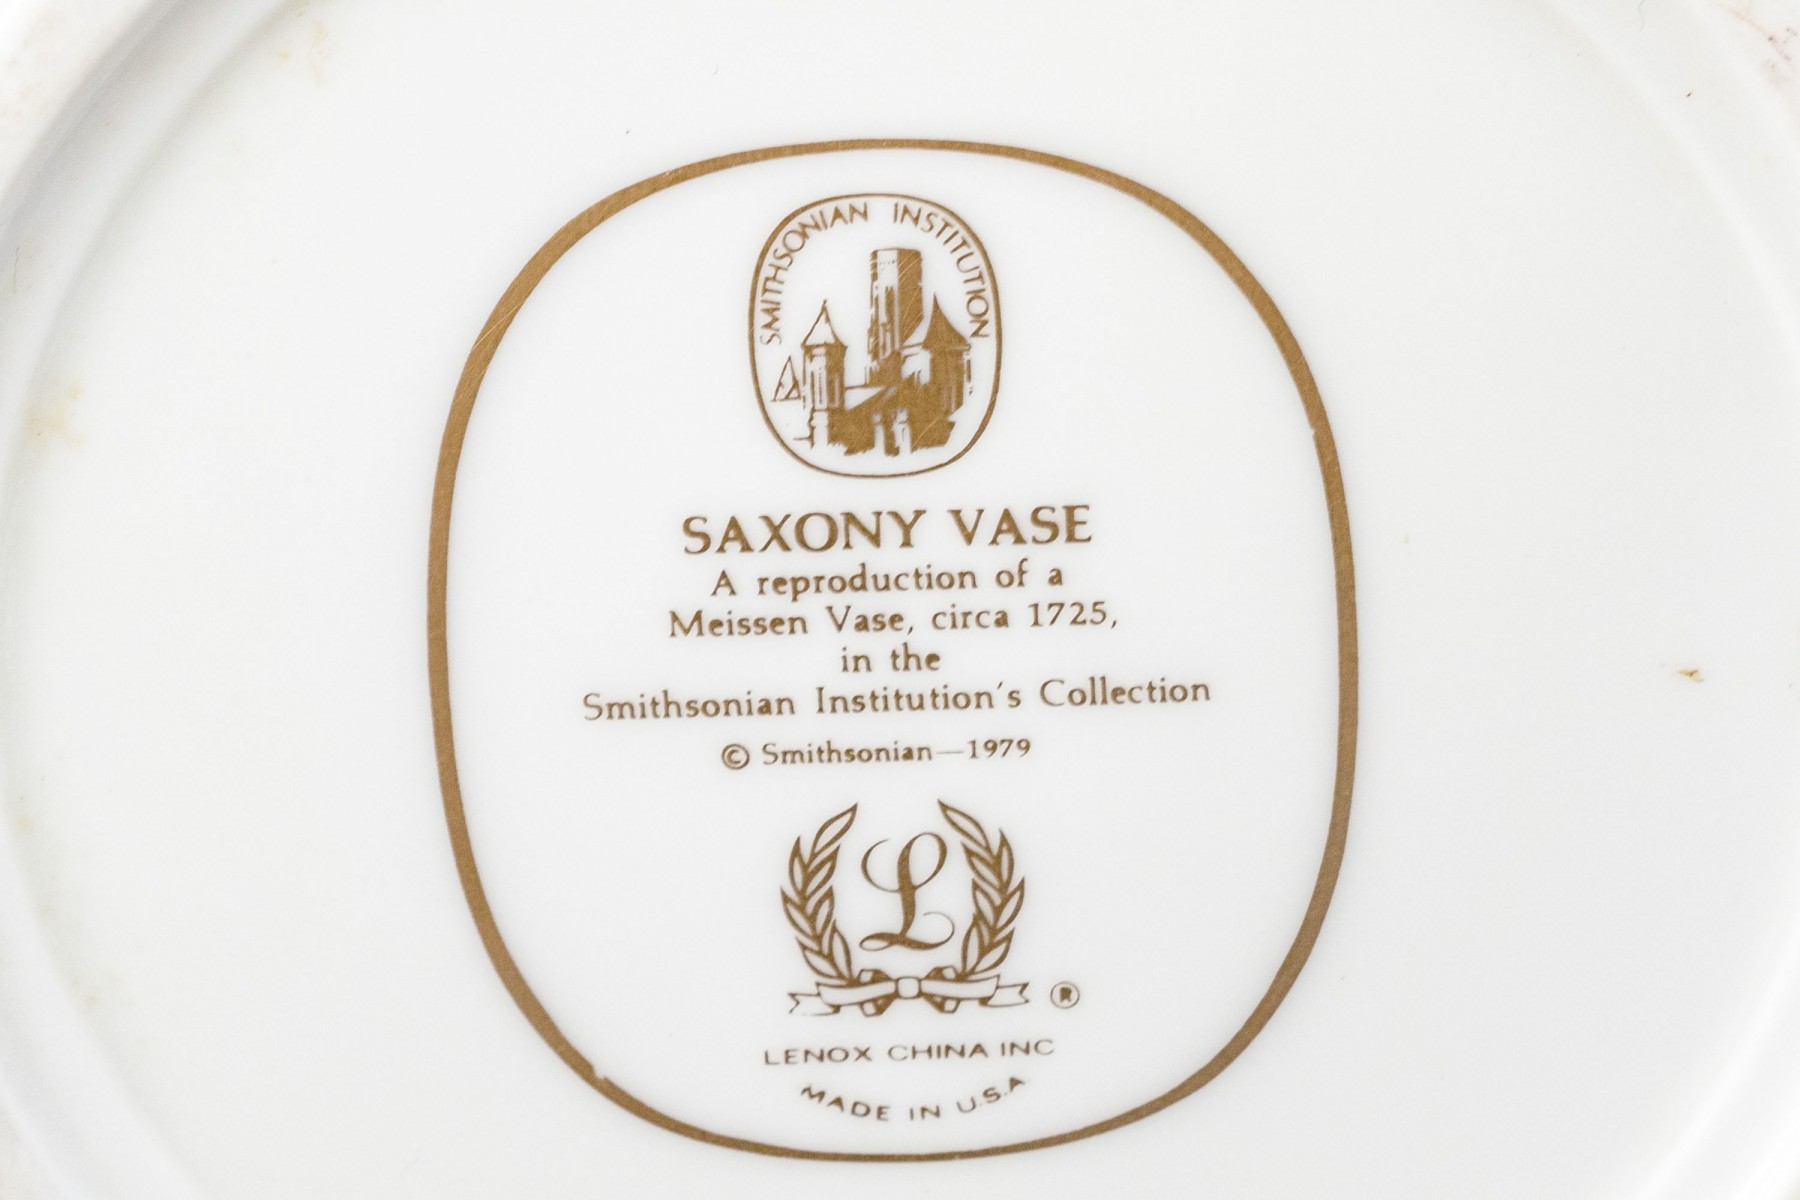 SMITHSONIAN INSTITUTION
SAXONY VASE
A reproduction of a
Meissen Vase, circa 1725,
in the
Smithsonian Institution's Collection
© Smithsonian—1979
L
®
LENOX CHINA INC
MADE IN U.S.A.